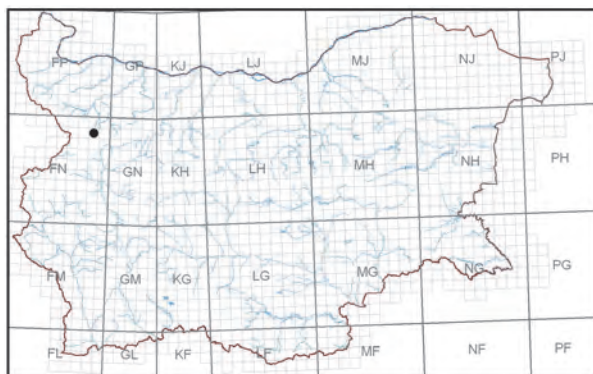 FP GP KJ LJ MJ NJ PJ
FN GN KH LH MH NH PH
FM GM KG LG MG NG PG
FL GL KF LF MF NF PF